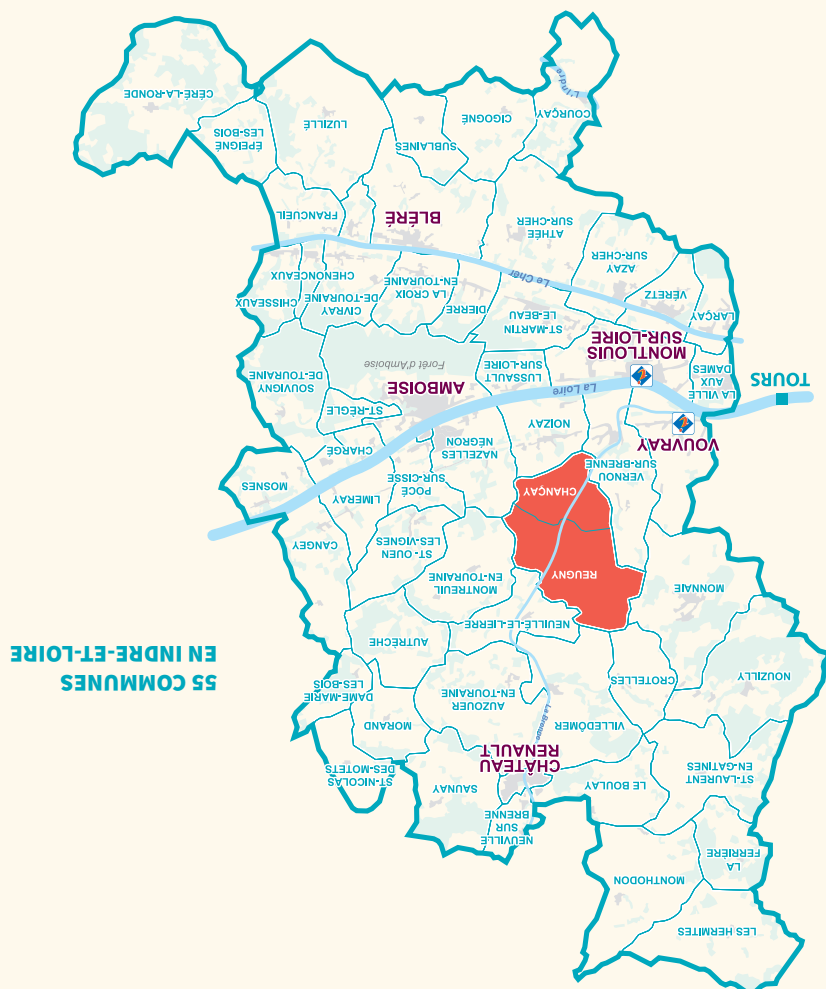 LES HERMITES
MONTHODON
LA
FERRIÈRE
NEUVILLE
SUR
BRENNE
ST-LAURENT
EN-GATINES
LE BOULAY
SAUNAY
ST-NICOLAS
DES-MOTETS
CHÂTEAU
RENAULT
VILLEDÔMER
La Brenne
MORAND
NOUZILLY
CROTELLES
AUZOUER
EN-TOURAINE
DAME-MARIE
LES-BOIS
55 COMMUNES
EN INDRE-ET-LOIRE
AUTRÈCHE
NEUILLÉ-LE-LIERRE
MONNAIE
REUGNY
MONTREUIL
EN-TOURAINE
ST-OUEN
LES-VIGNES
CANGEY
CHANÇAY
LIMERAY
MOSNES
POCÉ
SUR-CISSE
VERNOU
SUR-BRENNE
NAZELLES
NÉGRON
CHARGÉ
VOUVRAY
NOIZAY
ST-RÈGLE
TOURS
LA VILLE
AUX
DAMES
La Loire
AMBOISE
SOUVIGNY
DE-TOURAINE
LUSSAULT
SUR-LOIRE
Forêt d'Amboise
MONTLOUIS
SUR-LOIRE
ST-MARTIN
LE-BEAU
DIERRE
LARÇAY
VÉRETZ
CIVRAY
DE-TOURAINE
CHISSEAUX
LA CROIX
EN-TOURAINE
CHENONCEAUX
Le Cher
AZAY
SUR-CHER
ATHÉE
SUR-CHER
BLÉRÉ
FRANCUEIL
SUBLAINES
ÉPEIGNÉ
LES-BOIS
LUZILLÉ
CIGOGNÉ
COURÇAY
CÉRÉ-LA-RONDE
L'Indre